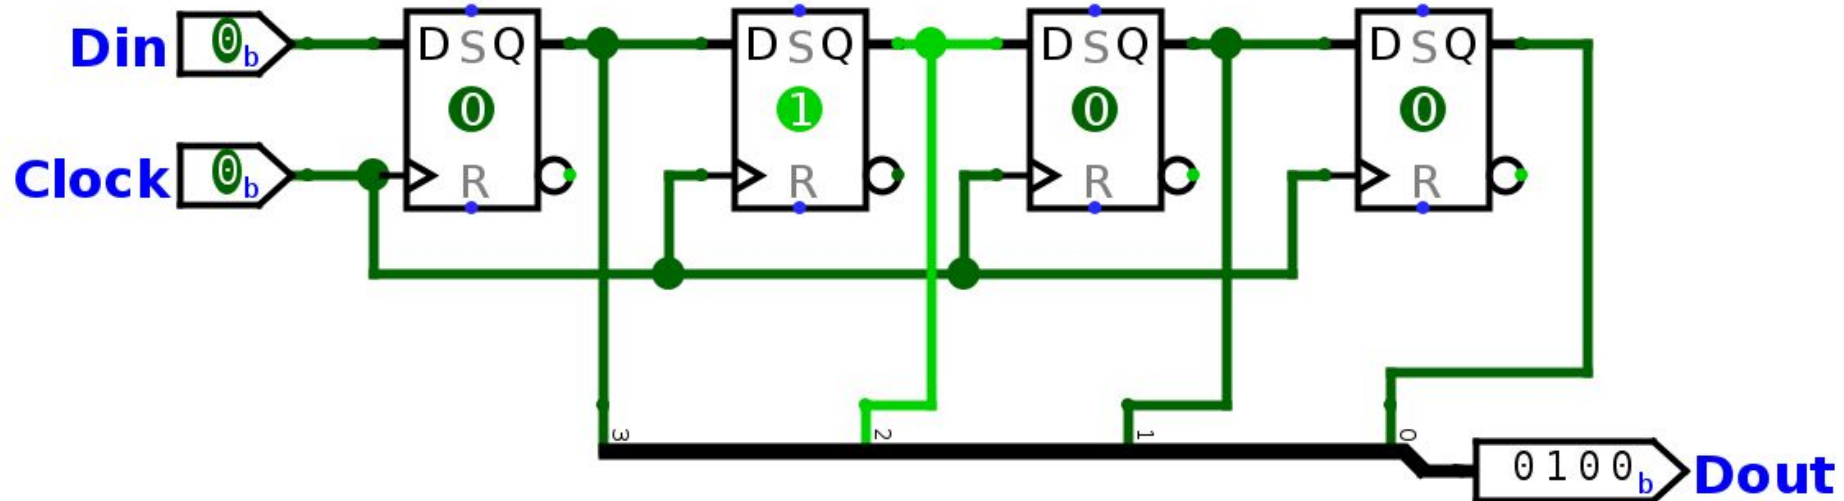 Din 0b D S Q D S Q D S Q D S Q
0 1 0 0
Clock 0b R R R R
3 2 1 0
0100b Dout